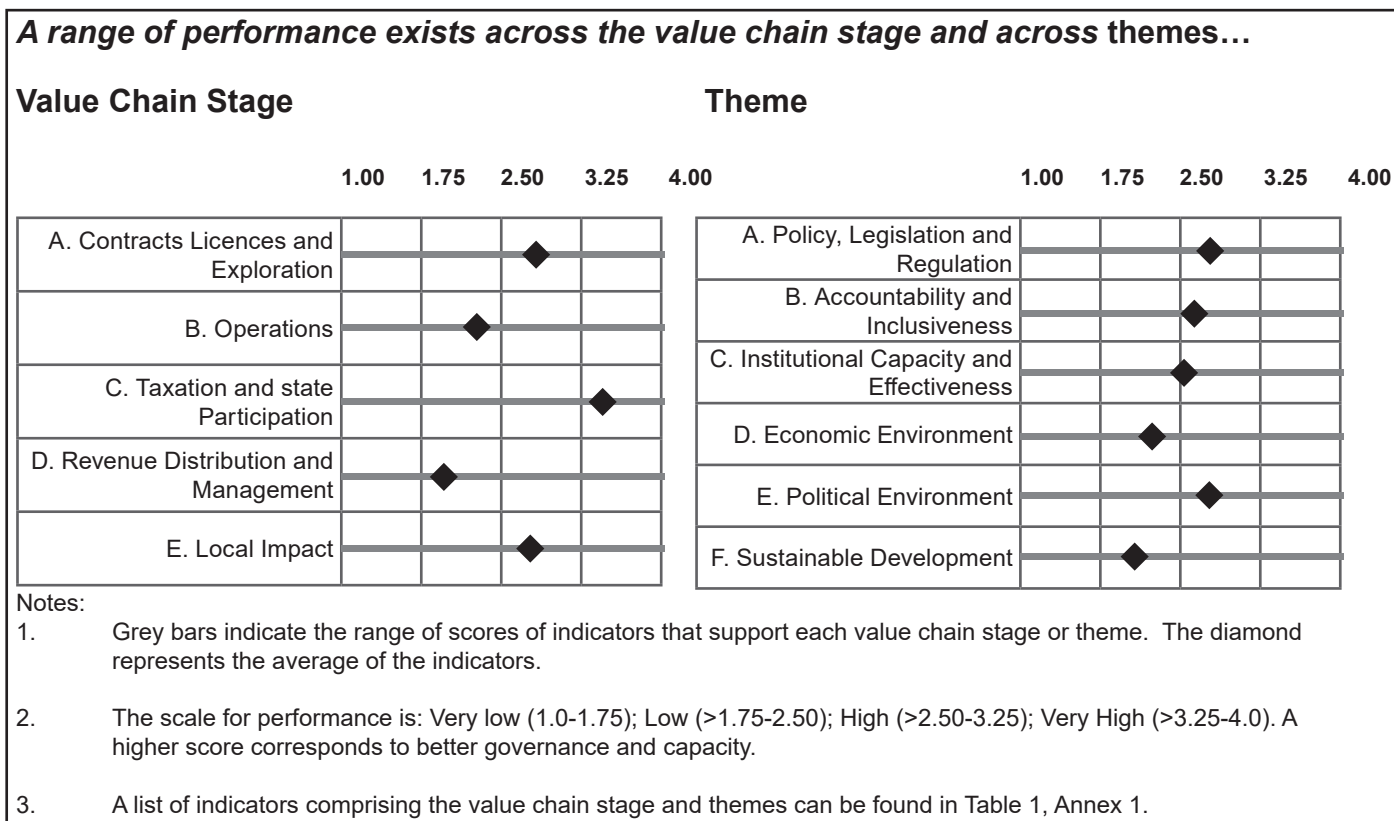 A range of performance exists across the value chain stage and across themes…
Value Chain Stage
1.00 1.75 2.50 3.25 4.00
A. Contracts Licences and
Exploration
B. Operations
C. Taxation and state
Participation
D. Revenue Distribution and
Management
E. Local Impact
Theme
1.00 1.75 2.50 3.25 4.00
A. Policy, Legislation and
Regulation
B. Accountability and
Inclusiveness
C. Institutional Capacity and
Effectiveness
D. Economic Environment
E. Political Environment
F. Sustainable Development
Notes:
1. Grey bars indicate the range of scores of indicators that support each value chain stage or theme. The diamond
represents the average of the indicators.
2. The scale for performance is: Very low (1.0-1.75); Low (>1.75-2.50); High (>2.50-3.25); Very High (>3.25-4.0). A
higher score corresponds to better governance and capacity.
3. A list of indicators comprising the value chain stage and themes can be found in Table 1, Annex 1.